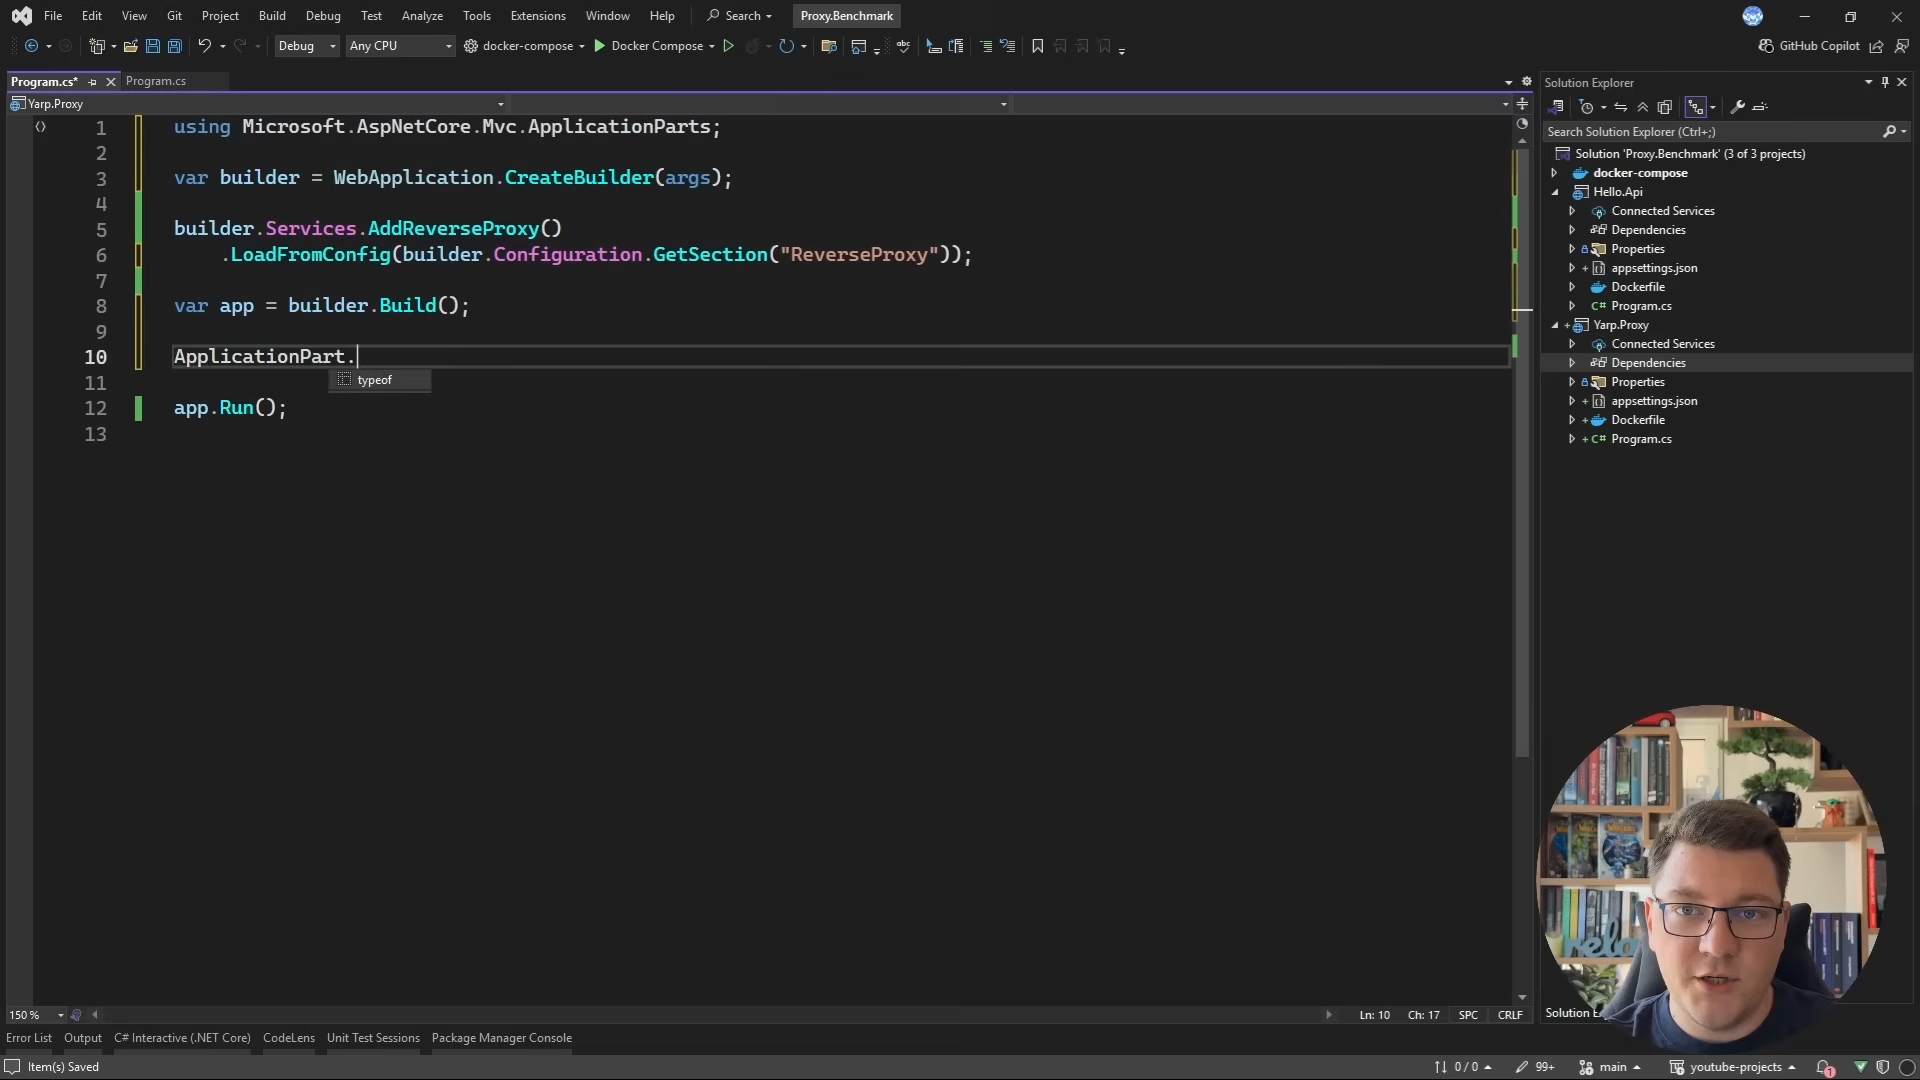 File Edit View Git Project Build Debug Test Analyze Tools Extensions Window Help Search Proxy.Benchmark
Debug Any CPU docker-compose Docker Compose GitHub Copilot
Program.cs* Program.cs
Yarp.Proxy
1 using Microsoft.AspNetCore.Mvc.ApplicationParts;
2
3 var builder = WebApplication.CreateBuilder(args);
4
5 builder.Services.AddReverseProxy()
6 .LoadFromConfig(builder.Configuration.GetSection("ReverseProxy"));
7
8 var app = builder.Build();
9
10 ApplicationPart.
typeof
11
12 app.Run();
13
Solution Explorer
Search Solution Explorer (Ctrl+;)
Solution 'Proxy.Benchmark' (3 of 3 projects)
docker-compose
Hello.Api
Connected Services
Dependencies
Properties
appsettings.json
Dockerfile
Program.cs
Yarp.Proxy
Connected Services
Dependencies
Properties
appsettings.json
Dockerfile
Program.cs
150 % Ln: 10 Ch: 17 SPC CRLF
Solution
Error List Output C# Interactive (.NET Core) CodeLens Unit Test Sessions Package Manager Console
Item(s) Saved 0 / 0 99+ main youtube-projects 1